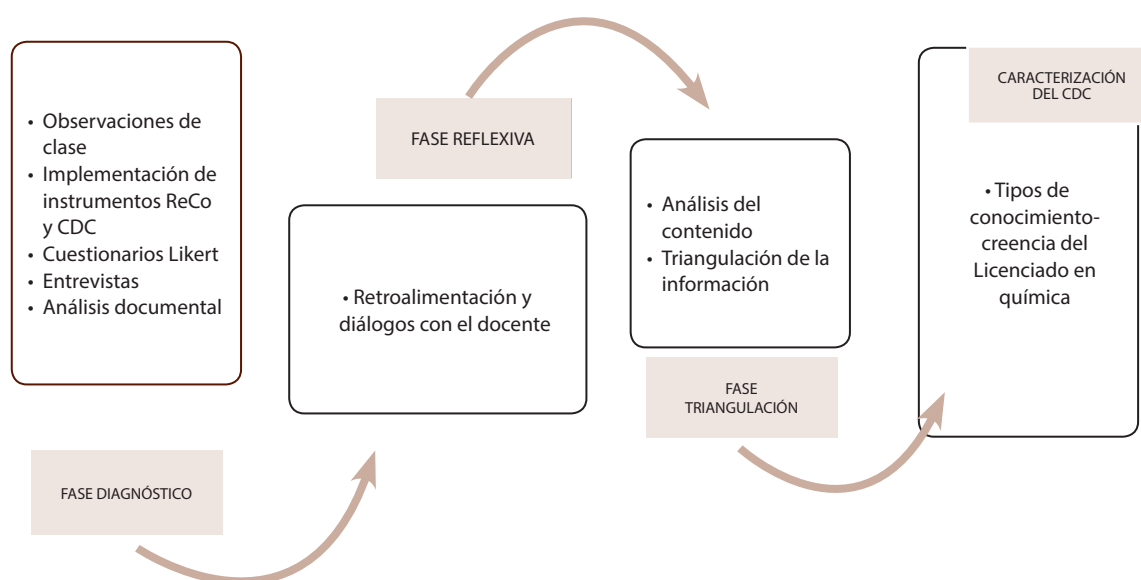 • Observaciones de
clase
• Implementación de
instrumentos ReCo
y CDC
• Cuestionarios Likert
• Entrevistas
• Análisis documental
FASE DIAGNÓSTICO
FASE REFLEXIVA
• Retroalimentación y
diálogos con el docente
• Análisis del
contenido
• Triangulación de la
información
FASE
TRIANGULACIÓN
CARACTERIZACIÓN
DEL CDC
• Tipos de
conocimiento-
creencia del
Licenciado en
química